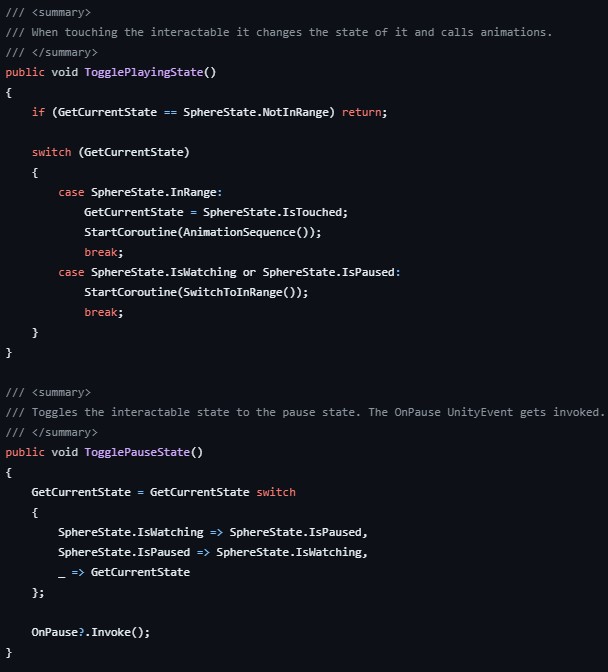 /// <summary>
/// When touching the interactable it changes the state of it and calls animations.
/// </summary>
public void TogglePlayingState()
{
    if (GetCurrentState == SphereState.NotInRange) return;

    switch (GetCurrentState)
    {
        case SphereState.InRange:
            GetCurrentState = SphereState.IsTouched;
            StartCoroutine(AnimationSequence());
            break;
        case SphereState.IsWatching or SphereState.IsPaused:
            StartCoroutine(SwitchToInRange());
            break;
    }
}

/// <summary>
/// Toggles the interactable state to the pause state. The OnPause UnityEvent gets invoked.
/// </summary>
public void TogglePauseState()
{
    GetCurrentState = GetCurrentState switch
    {
        SphereState.IsWatching => SphereState.IsPaused,
        SphereState.IsPaused => SphereState.IsWatching,
        _ => GetCurrentState
    };

    OnPause?.Invoke();
}